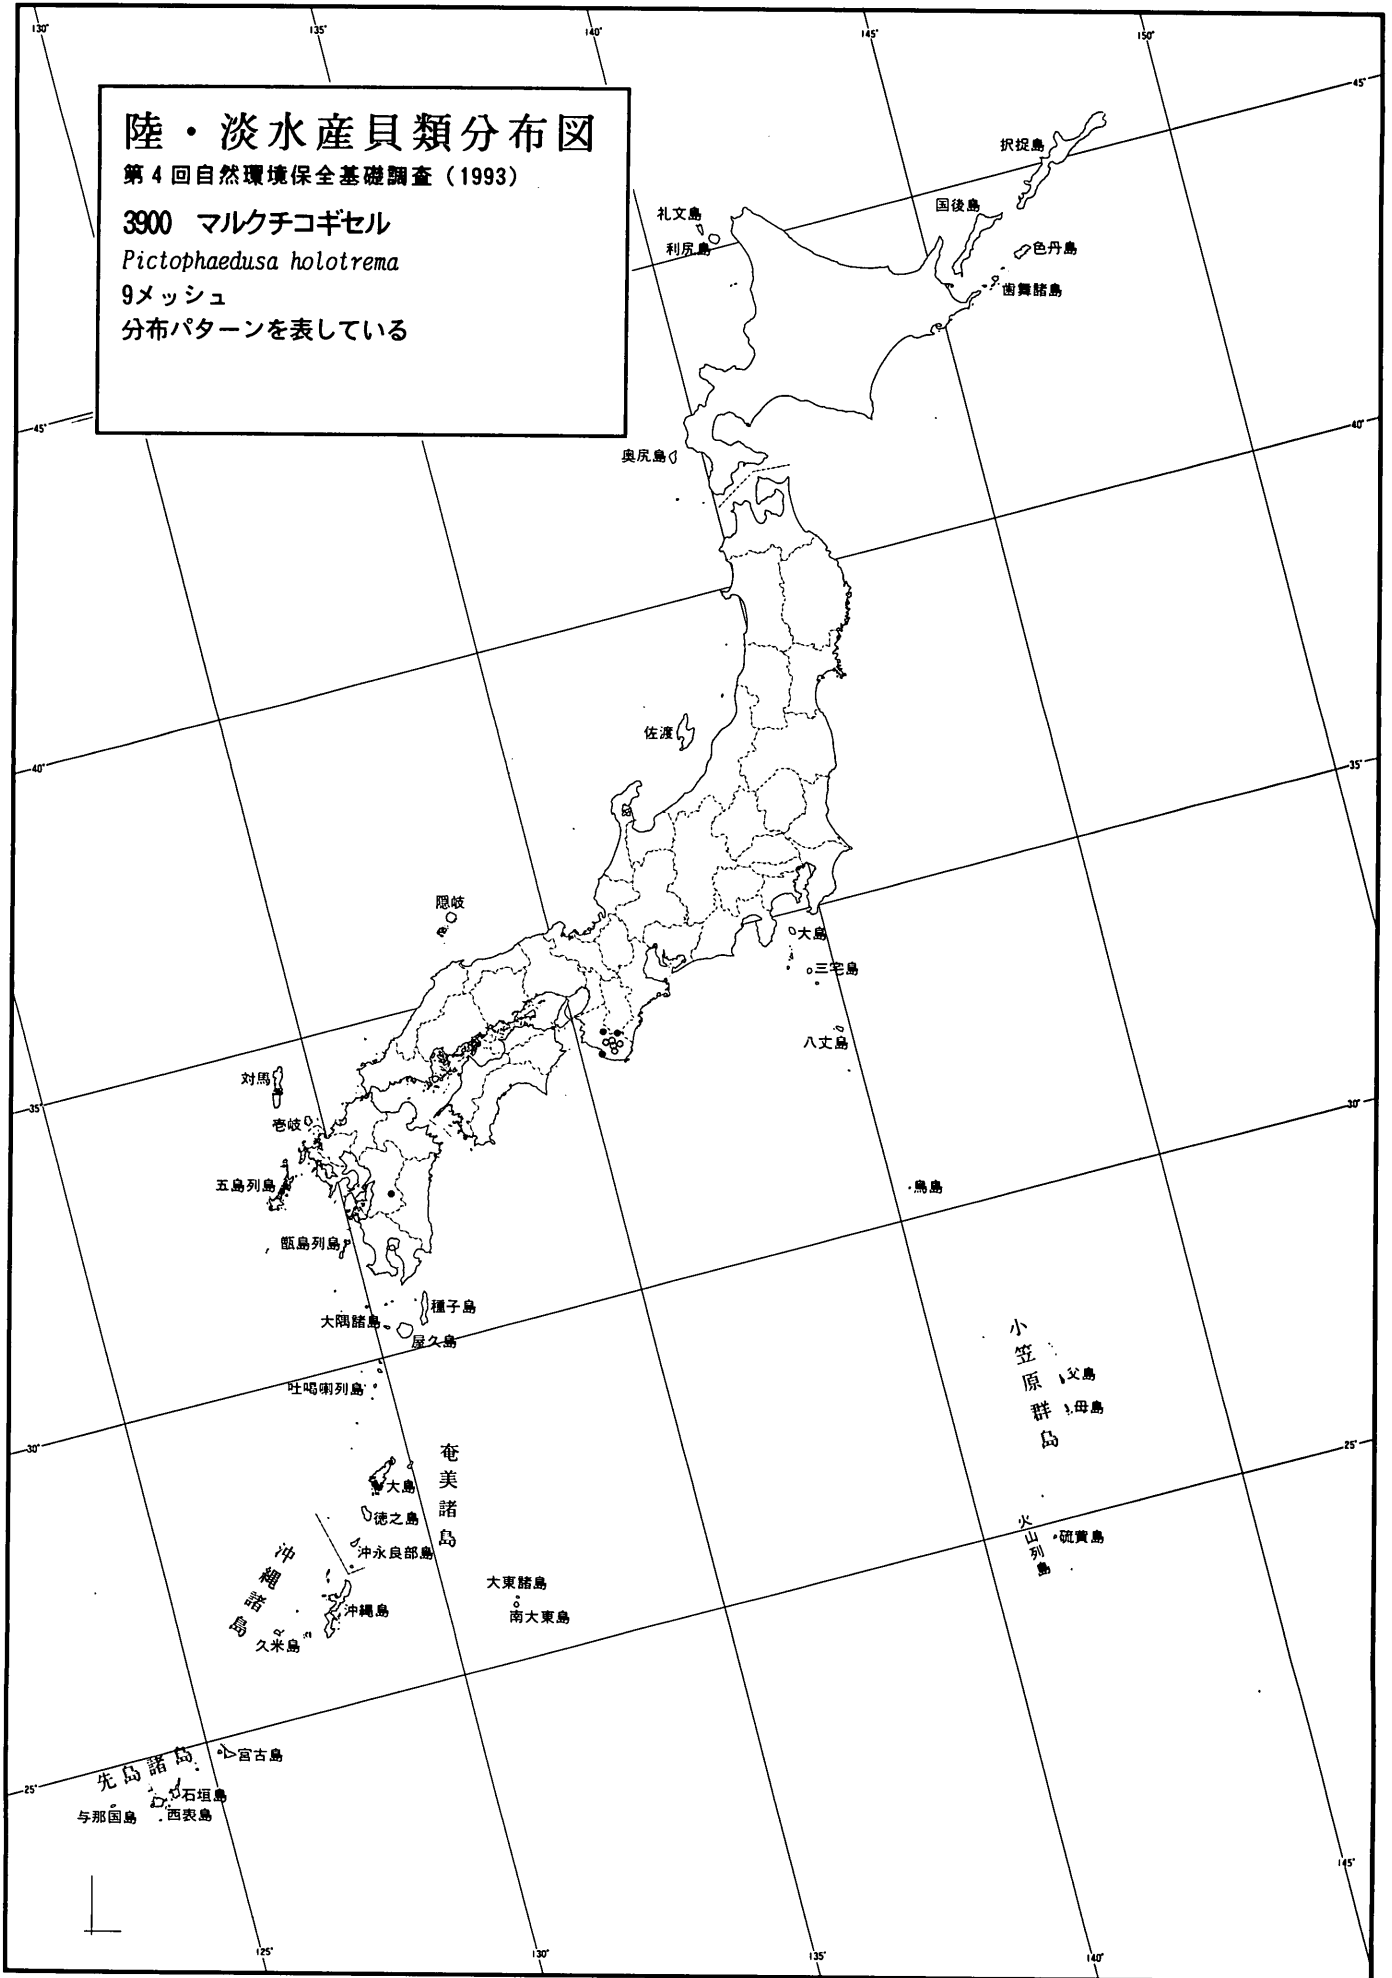 130°
135°
140°
145°
150°
陸・淡水産貝類分布図
第4回自然環境保全基礎調査（1993）
3900 マルクチコギセル
Pictophaedusa holotrema
9メッシュ
分布パターンを表している
45°
択捉島
国後島
礼文島
利尻島
色丹島
歯舞諸島
45°
40°
奥尻島
佐渡
40°
35°
隠岐
大島
三宅島
八丈島
対馬
35°
壱岐
30°
五島列島
鳥島
甑島列島
種子島
大隅諸島
屋久島
吐噶喇列島
小笠原群島
父島
母島
30°
25°
奄美諸島
大島
徳之島
沖永良部島
火山列島
硫黄島
沖縄諸島
大東諸島
沖縄島
南大東島
久米島
先島諸島
宮古島
25°
石垣島
与那国島
西表島
145°
125°
130°
135°
140°